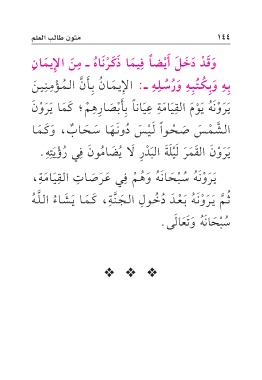 ١٤٤ متون طالب العلم
وَقَدْ دَخَلَ أَيْضاً فِيمَا ذَكَرْنَاهُ ـ مِنَ الإِيمَانِ
بِهِ وَبِكُتُبِهِ وَرُسُلِهِ ـ: الإِيمَانُ بِأَنَّ المُؤْمِنِينَ
يَرَوْنَهُ يَوْمَ القِيَامَةِ عِيَاناً بِأَبْصَارِهِمْ؛ كَمَا يَرَوْنَ
الشَّمْسَ صَحْواً لَيْسَ دُونَهَا سَحَابٌ، وَكَمَا
يَرَوْنَ القَمَرَ لَيْلَةَ البَدْرِ لَا يُضَامُونَ فِي رُؤْيَتِهِ.
يَرَوْنَهُ سُبْحَانَهُ وَهُمْ فِي عَرَصَاتِ القِيَامَةِ،
ثُمَّ يَرَوْنَهُ بَعْدَ دُخُولِ الجَنَّةِ، كَمَا يَشَاءُ اللَّهُ
سُبْحَانَهُ وَتَعَالَى.